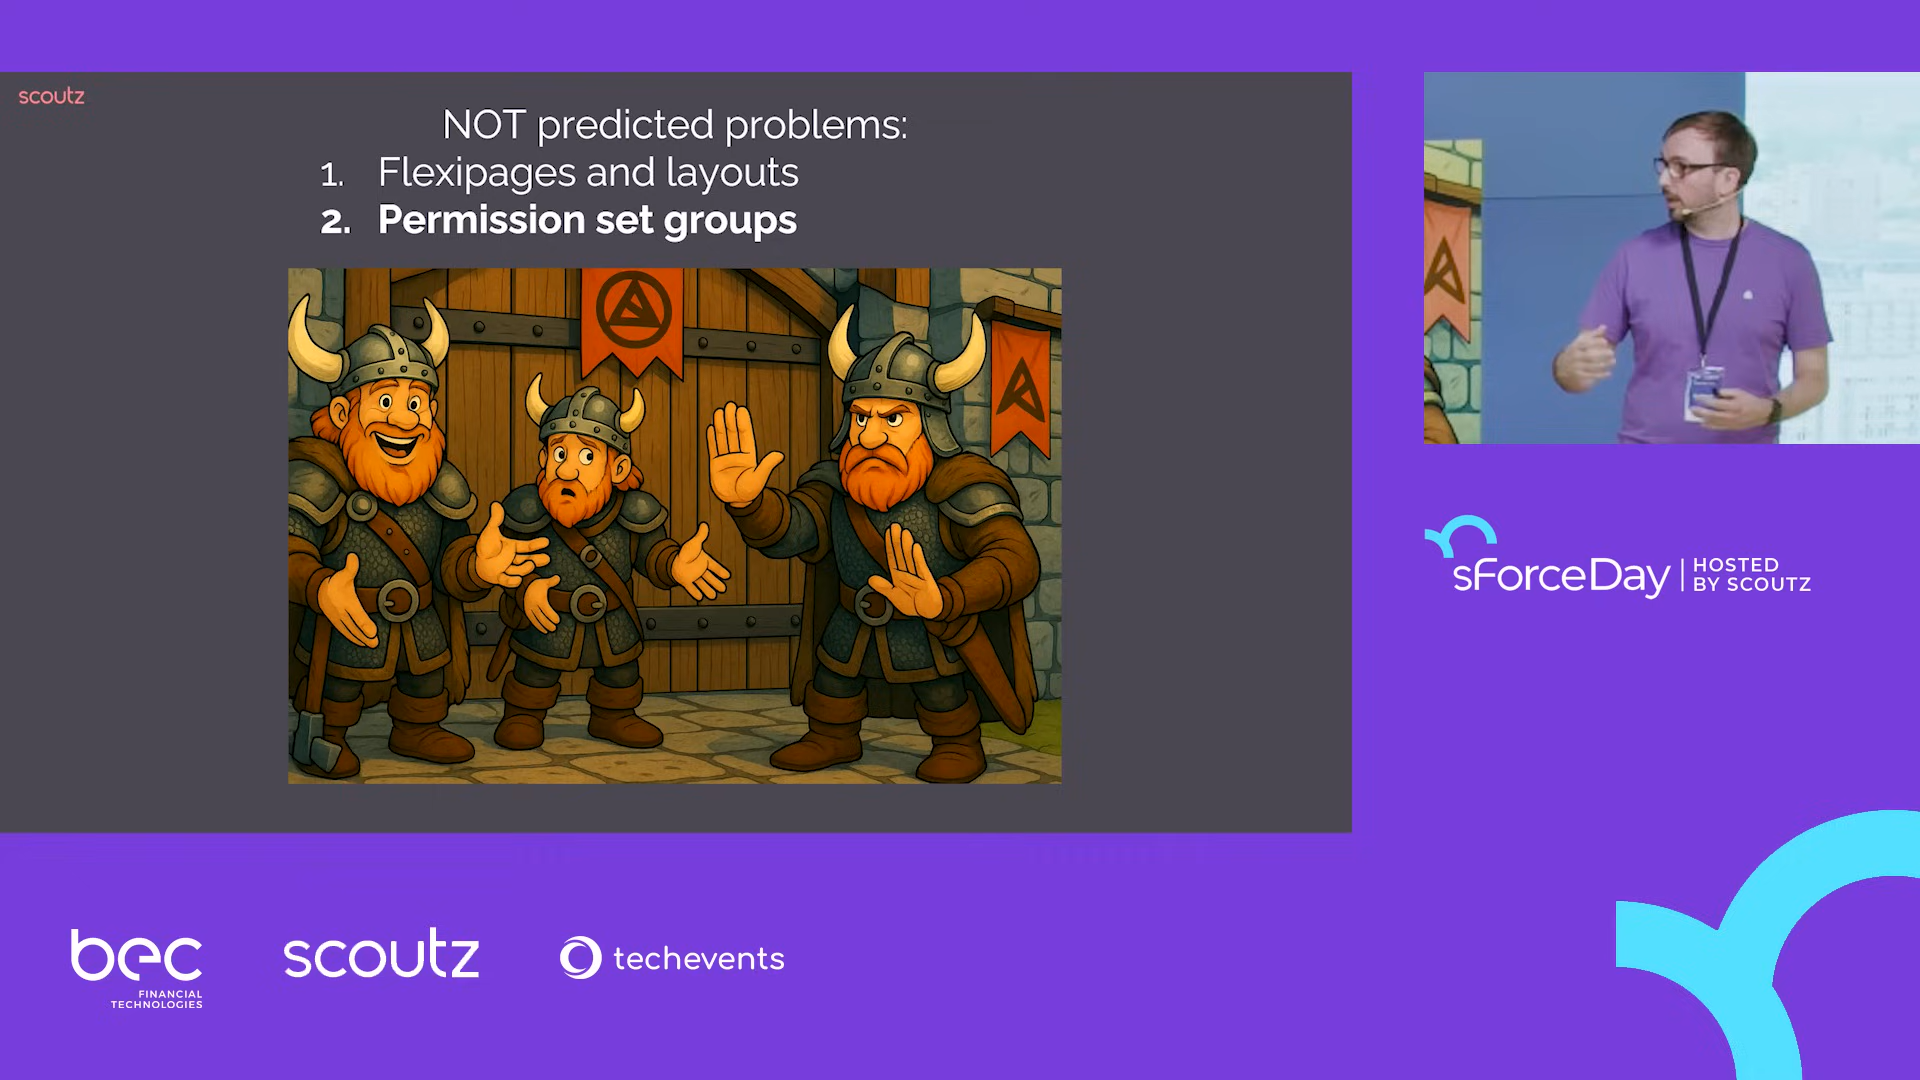 scoutz
NOT predicted problems:
1. Flexipages and layouts
2. Permission set groups
sForceDay
HOSTED
BY SCOUTZ
bec
FINANCIAL
TECHNOLOGIES
scoutz
techevents